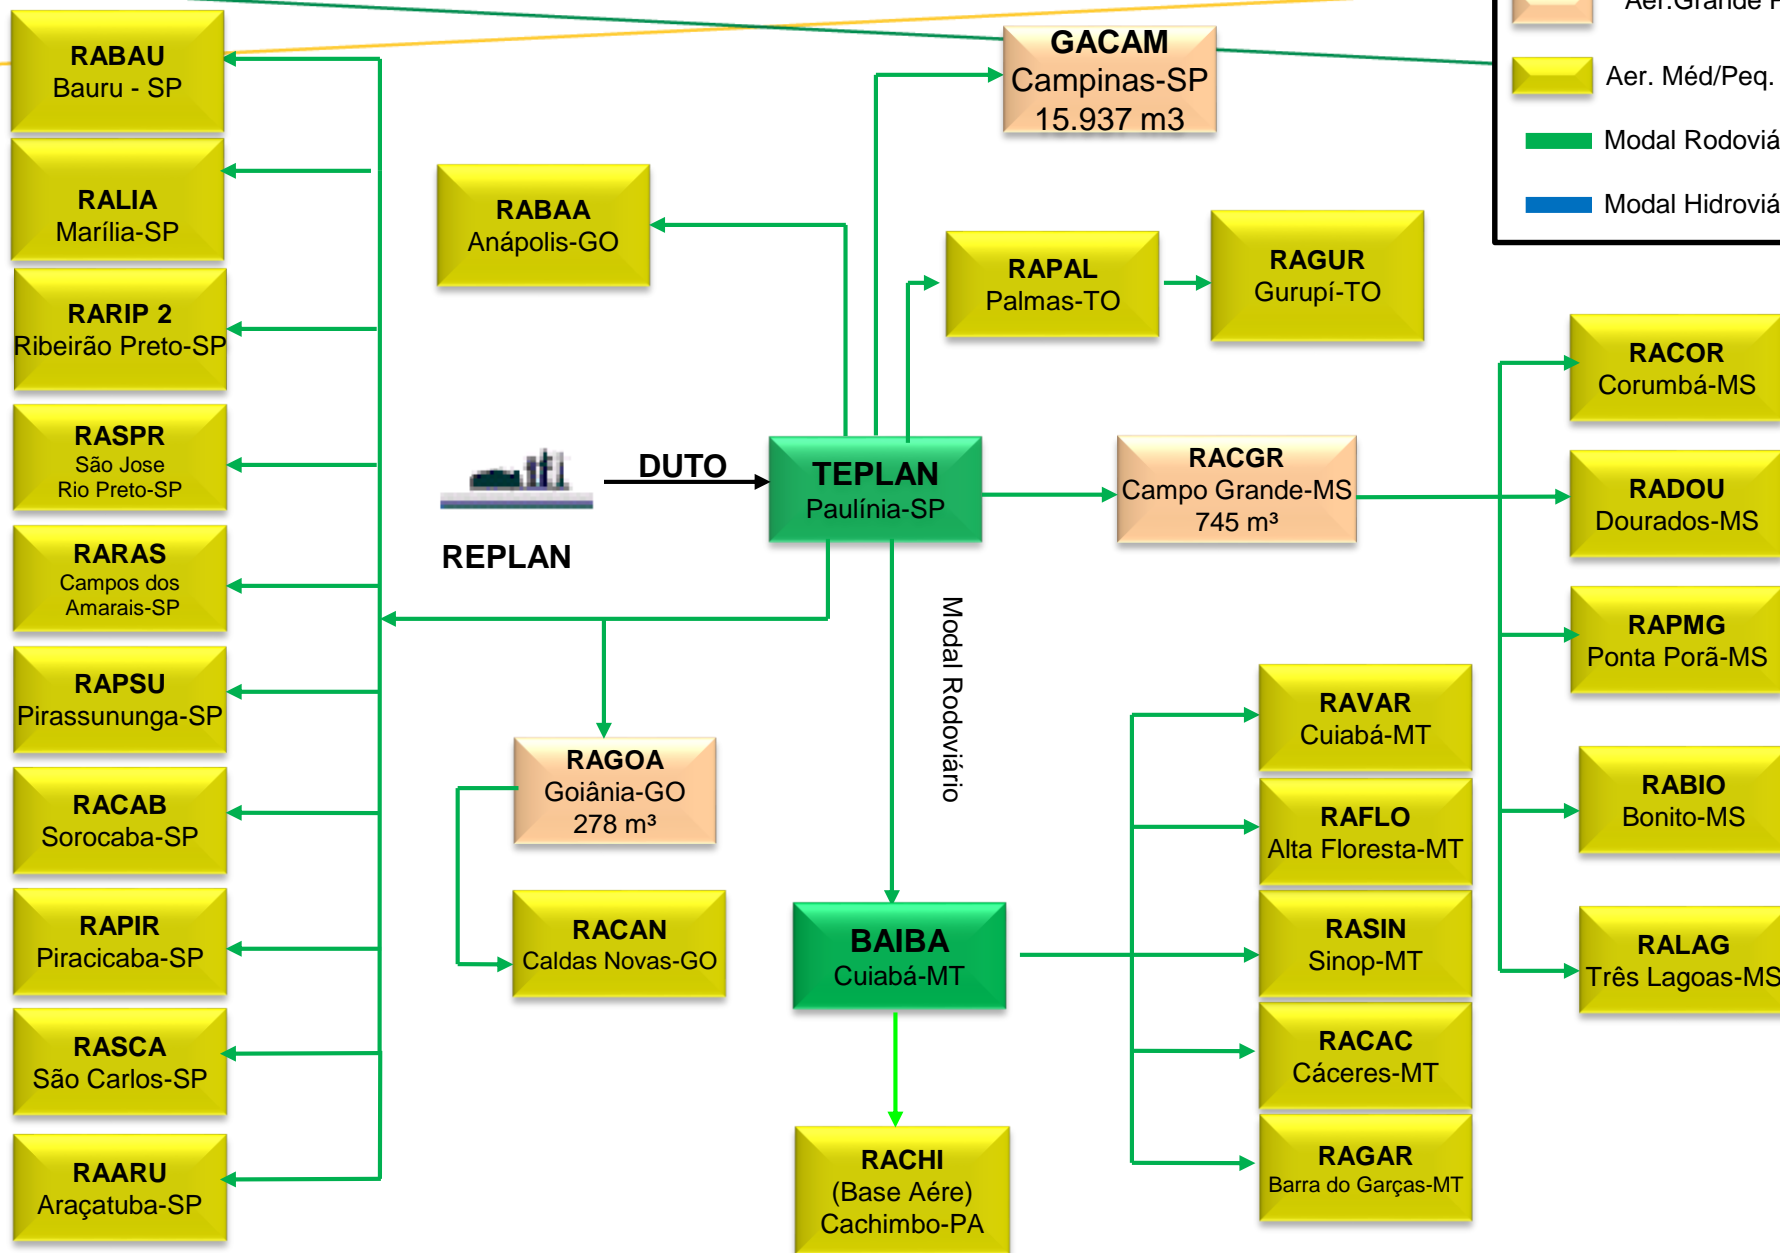 RABAU
Bauru - SP
RALIA
Marília-SP
RARIP 2
Ribeirão Preto-SP
RASPR
São Jose
Rio Preto-SP
RARAS
Campos dos
Amarais-SP
RAPSU
Pirassununga-SP
RACAB
Sorocaba-SP
RAPIR
Piracicaba-SP
RASCA
São Carlos-SP
RAARU
Araçatuba-SP
RABAA
Anápolis-GO
REPLAN
DUTO
TEPLAN
Paulínia-SP
GACAM
Campinas-SP
15.937 m3
RAPAL
Palmas-TO
RAGUR
Gurupí-TO
RACGR
Campo Grande-MS
745 m³
RAGOA
Goiânia-GO
278 m³
RACAN
Caldas Novas-GO
Modal Rodoviário
BAIBA
Cuiabá-MT
RACHI
(Base Aére)
Cachimbo-PA
RAVAR
Cuiabá-MT
RAFLO
Alta Floresta-MT
RASIN
Sinop-MT
RACAC
Cáceres-MT
RAGAR
Barra do Garças-MT
RACOR
Corumbá-MS
RADOU
Dourados-MS
RAPMG
Ponta Porã-MS
RABIO
Bonito-MS
RALAG
Três Lagoas-MS
Aer.Grande
Aer. Méd/Peq.
Modal Rodoviá
Modal Hidroviá